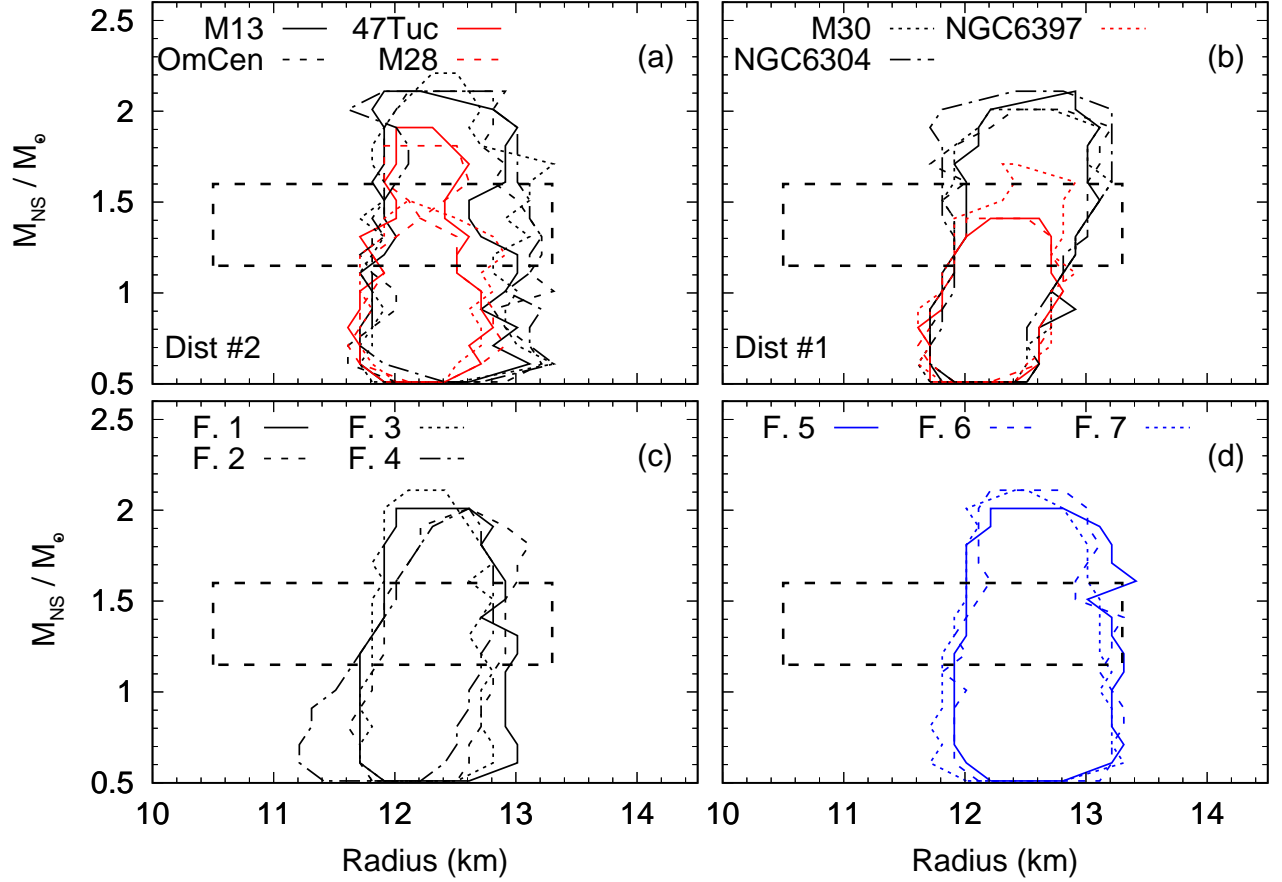 M13 47Tuc
OmCen M28
(a)
M30 NGC6397
NGC6304
(b)
2.5
2
1.5
1
0.5
M_NS / M_⊙
Dist #2
Dist #1
F. 1 F. 3
F. 2 F. 4
(c)
F. 5 F. 6 F. 7
(d)
2.5
2
1.5
1
0.5
M_NS / M_⊙
10 11 12 13 14
10 11 12 13 14
Radius (km)
Radius (km)